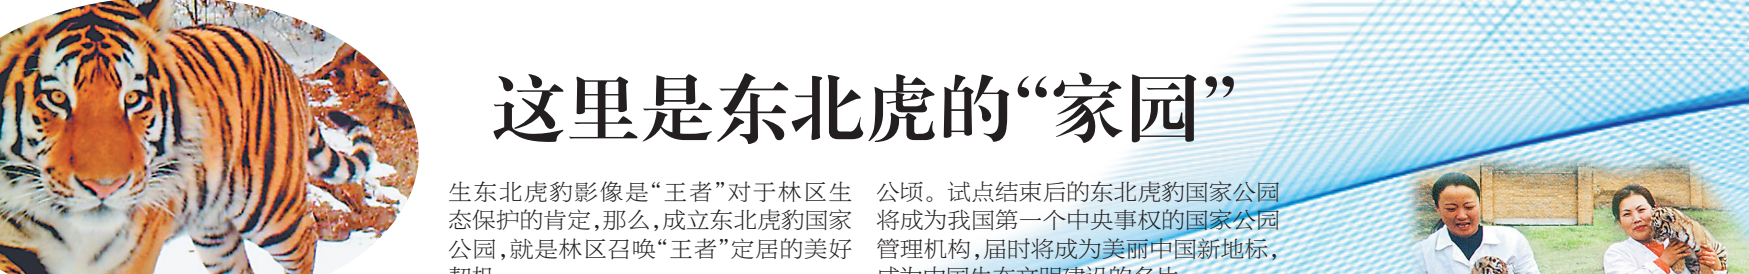 这里是东北虎的“家园”
生东北虎豹影像是“王者”对于林区生
态保护的肯定,那么,成立东北虎豹国家
公园,就是林区召唤“王者”定居的美好
公顷。试点结束后的东北虎豹国家公园
将成为我国第一个中央事权的国家公园
管理机构,届时将成为美丽中国新地标,